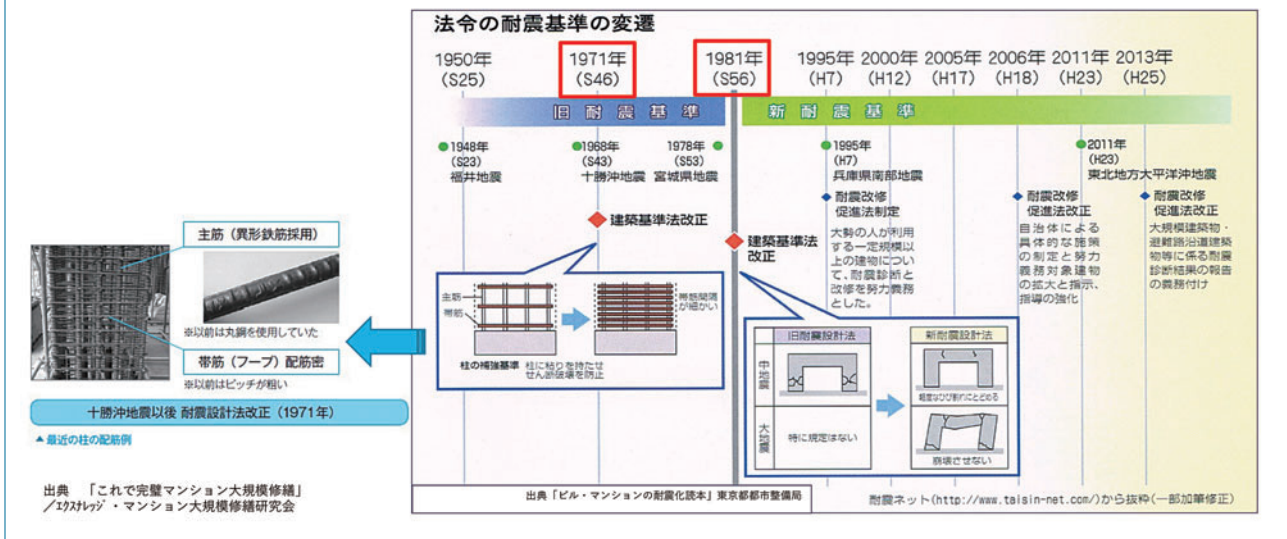 法令の耐震基準の変遷
1950年
(S25)
1971年
(S46)
1981年
(S56)
1995年
(H7)
2000年
(H12)
2005年
(H17)
2006年
(H18)
2011年
(H23)
2013年
(H25)
旧耐震基準
新耐震基準
1948年
(S23)
福井地震
1968年
(S43)
十勝沖地震
1978年
(S53)
宮城県地震
1995年
(H7)
兵庫県南部地震
2011年
(H23)
東北地方太平洋沖地震
建築基準法改正
建築基準法
改正
耐震改修
促進法制定
大勢の人が利用
する一定規模以
上の建物につい
て、耐震診断と
改修を努力義務
とした。
耐震改修
促進法改正
自治体による
具体的な施策
の制定と努力
義務対象建物
の拡大と指示、
指導の強化
耐震改修
促進法改正
大規模建築物・
避難路沿道建築
物等に係る耐震
診断結果の報告
の義務付け
主筋
帯筋
帯筋間隔
が細かい
柱の補強基準 柱に粘りを持たせ
せん断破壊を防止
旧耐震設計法
新耐震設計法
中地震
軽度なひび割れにとどめる
大地震
特に規定はない
崩壊させない
主筋（異形鉄筋採用）
※以前は丸鋼を使用していた
帯筋（フープ）配筋密
※以前はピッチが粗い
十勝沖地震以後 耐震設計法改正（1971年）
▲最近の柱の配筋例
出典 「これで完璧マンション大規模修繕」
／ｴｸｽﾅﾚｯｼﾞ・マンション大規模修繕研究会
出典「ビル・マンションの耐震化読本」東京都都市整備局
耐震ネット(http://www.taisin-net.com/)から抜粋(一部加筆修正)